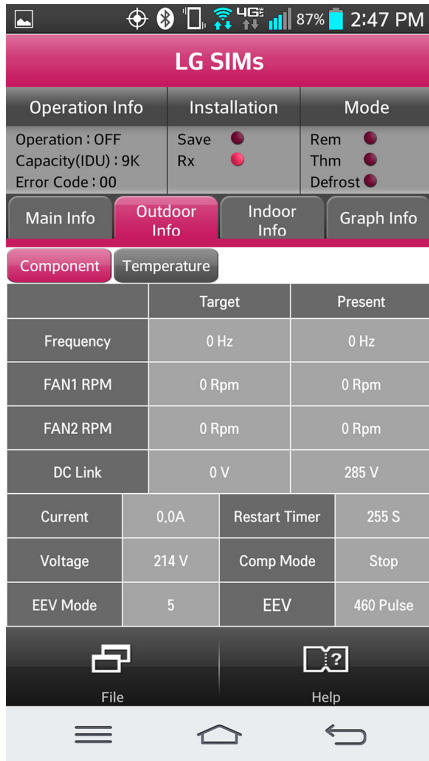 4G LTE 87% 2:47 PM
LG SIMs
Operation Info Installation Mode
Operation : OFF Save Rem
Capacity(IDU) : 9K Rx Thm
Error Code : 00 Defrost
Main Info Outdoor Info Indoor Info Graph Info
Component Temperature
Target Present
Frequency 0 Hz 0 Hz
FAN1 RPM 0 Rpm 0 Rpm
FAN2 RPM 0 Rpm 0 Rpm
DC Link 0 V 285 V
Current 0.0A Restart Timer 255 S
Voltage 214 V Comp Mode Stop
EEV Mode 5 EEV 460 Pulse
?
File Help